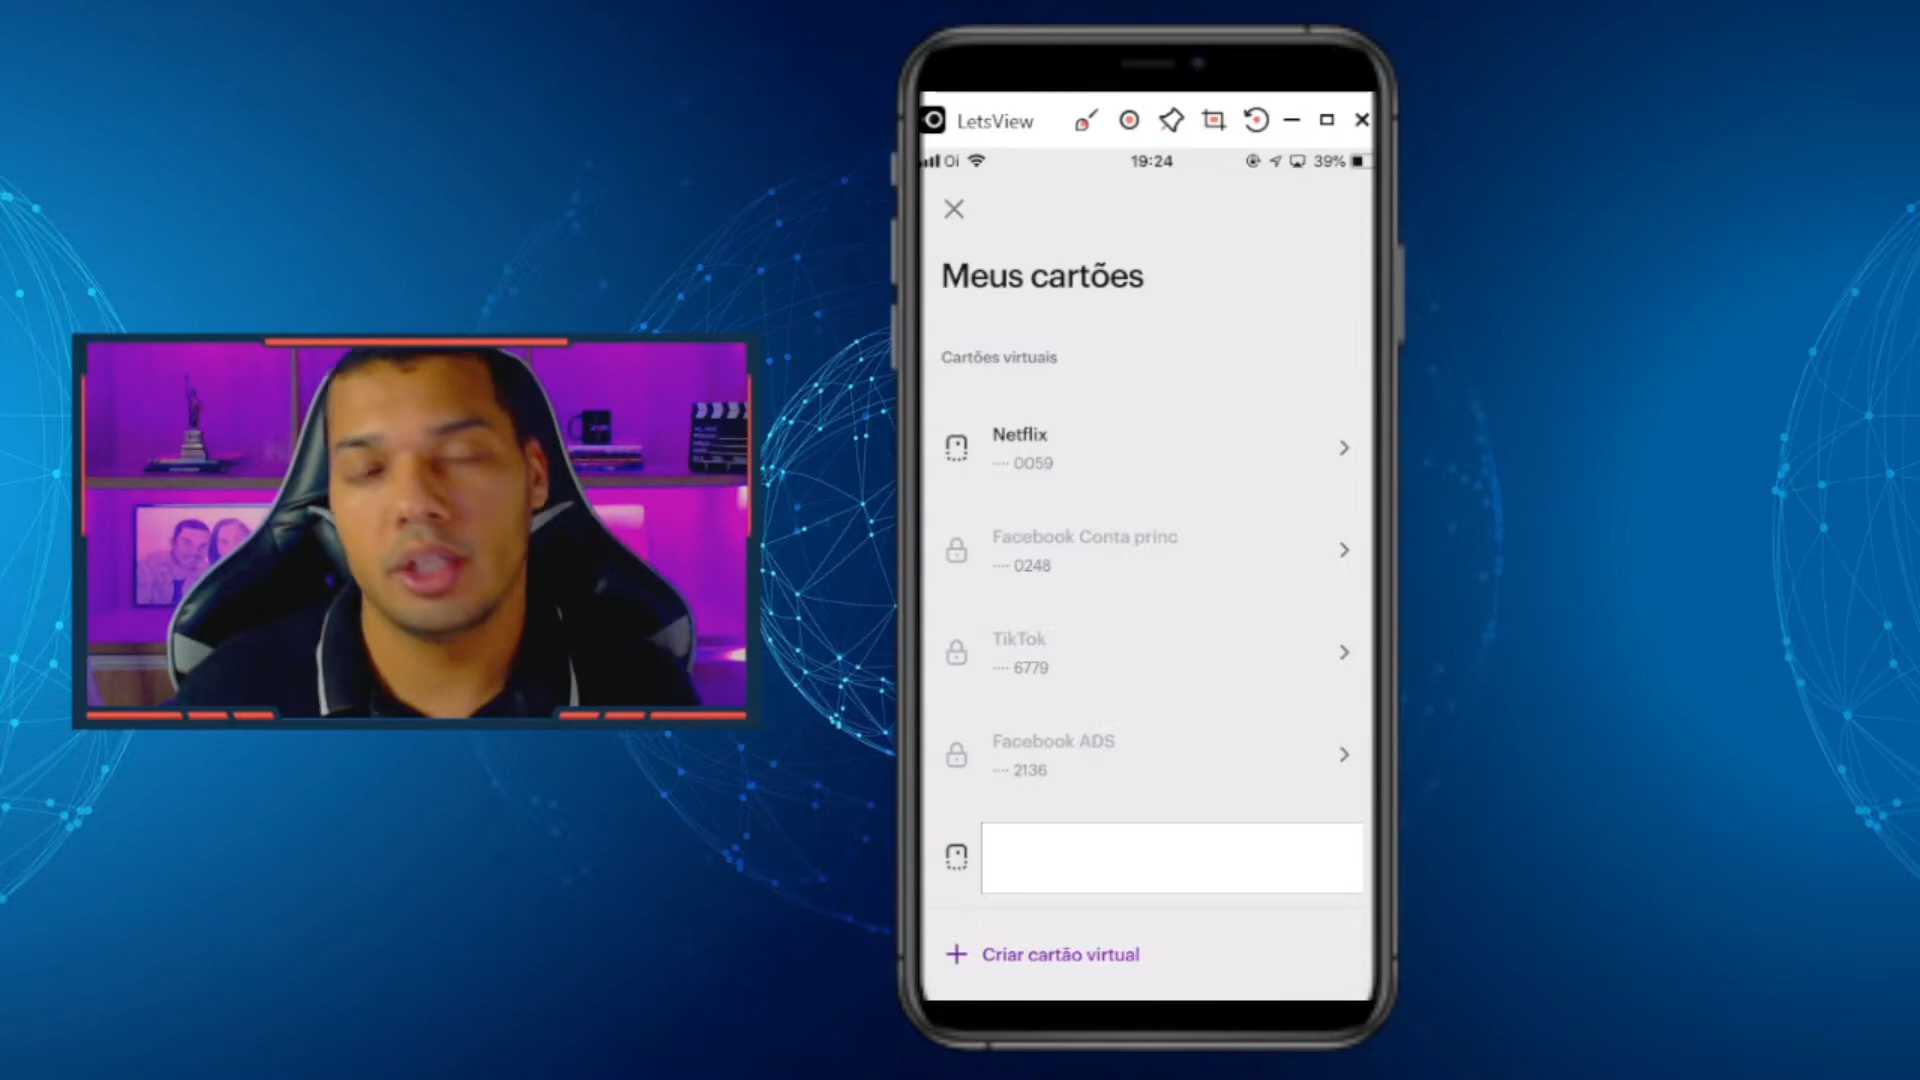 LetsView
Oi
19:24
39%
Meus cartões
Cartões virtuais
Netflix
···· 0059
Facebook Conta princ
···· 0248
TikTok
···· 6779
Facebook ADS
···· 2136
Criar cartão virtual